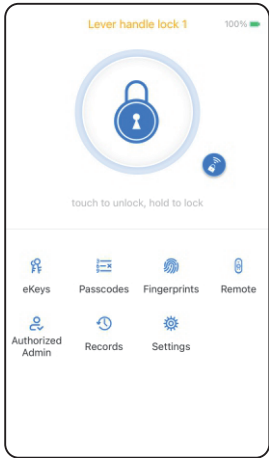 Lever handle lock 1 100%
touch to unlock, hold to lock
eKeys Passcodes Fingerprints Remote
Authorized
Admin Records Settings